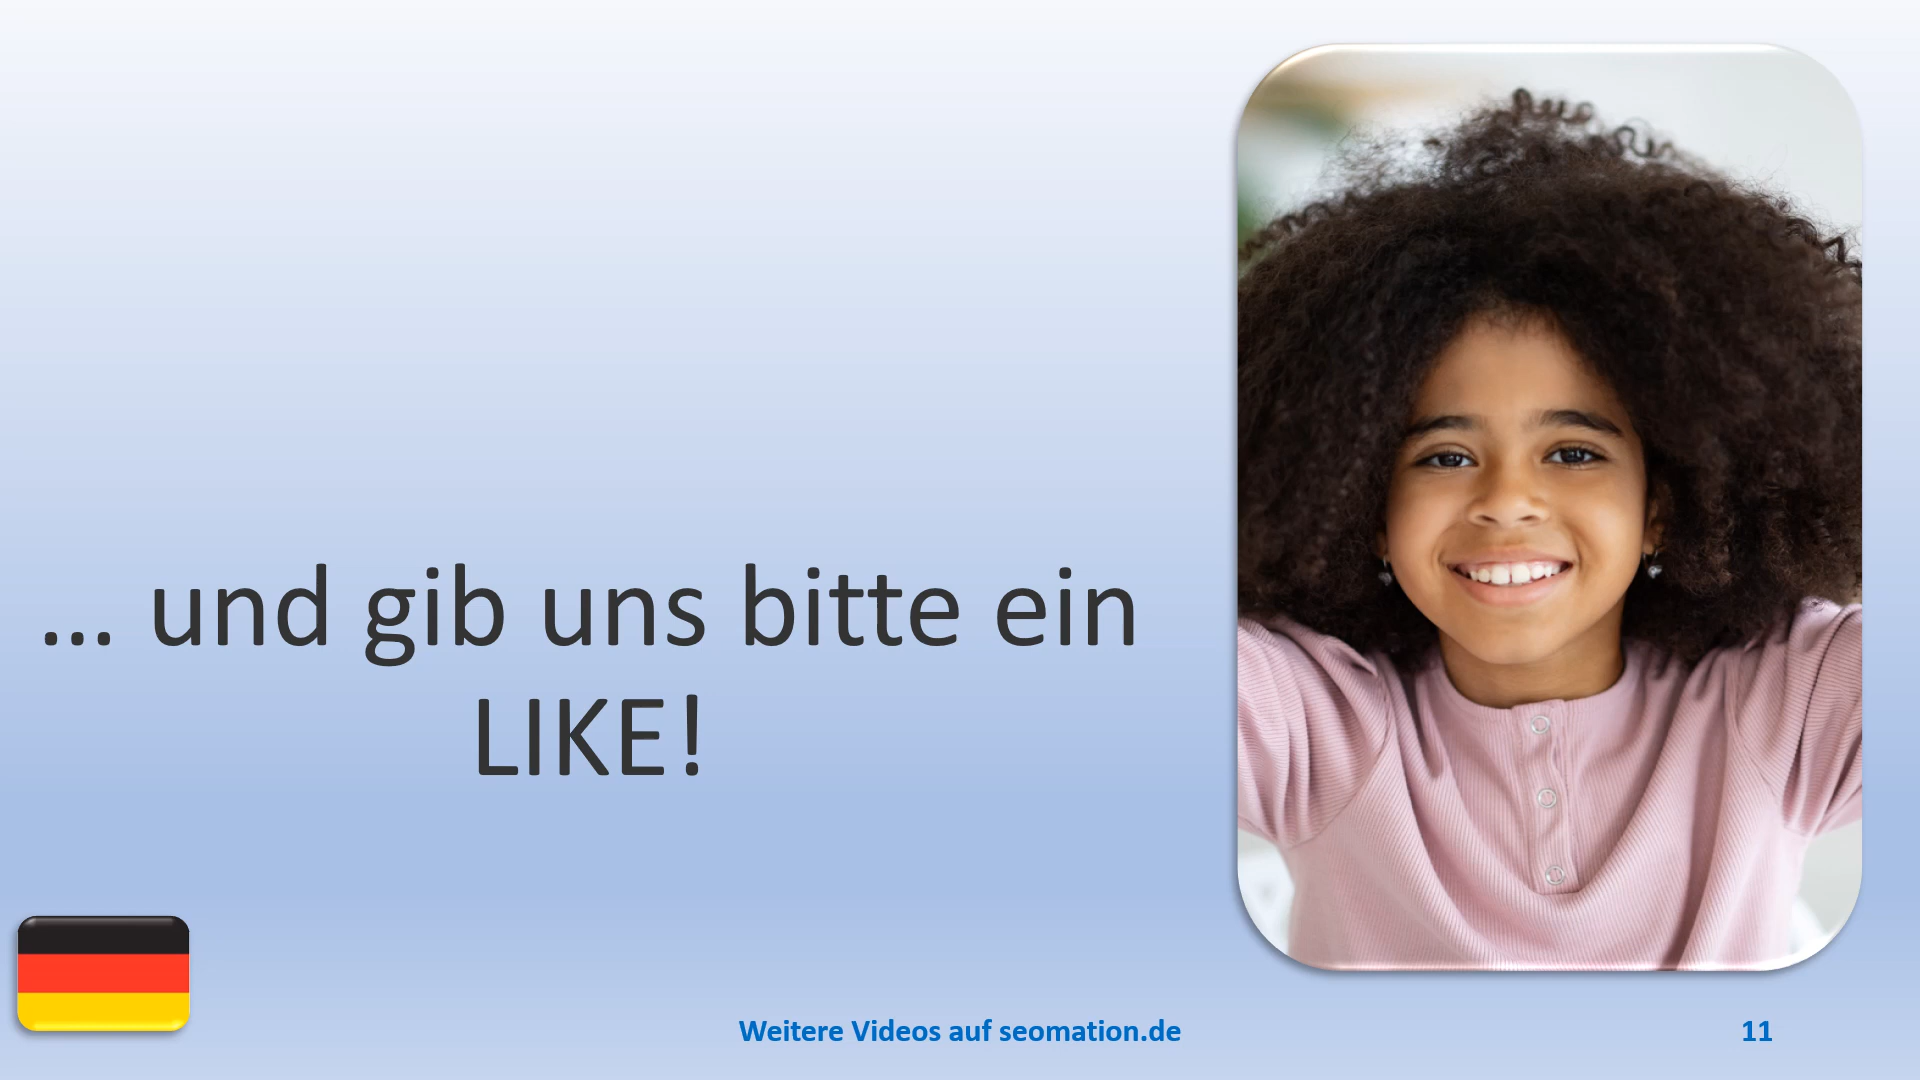 ... und gib uns bitte ein
LIKE!
Weitere Videos auf seomation.de
11